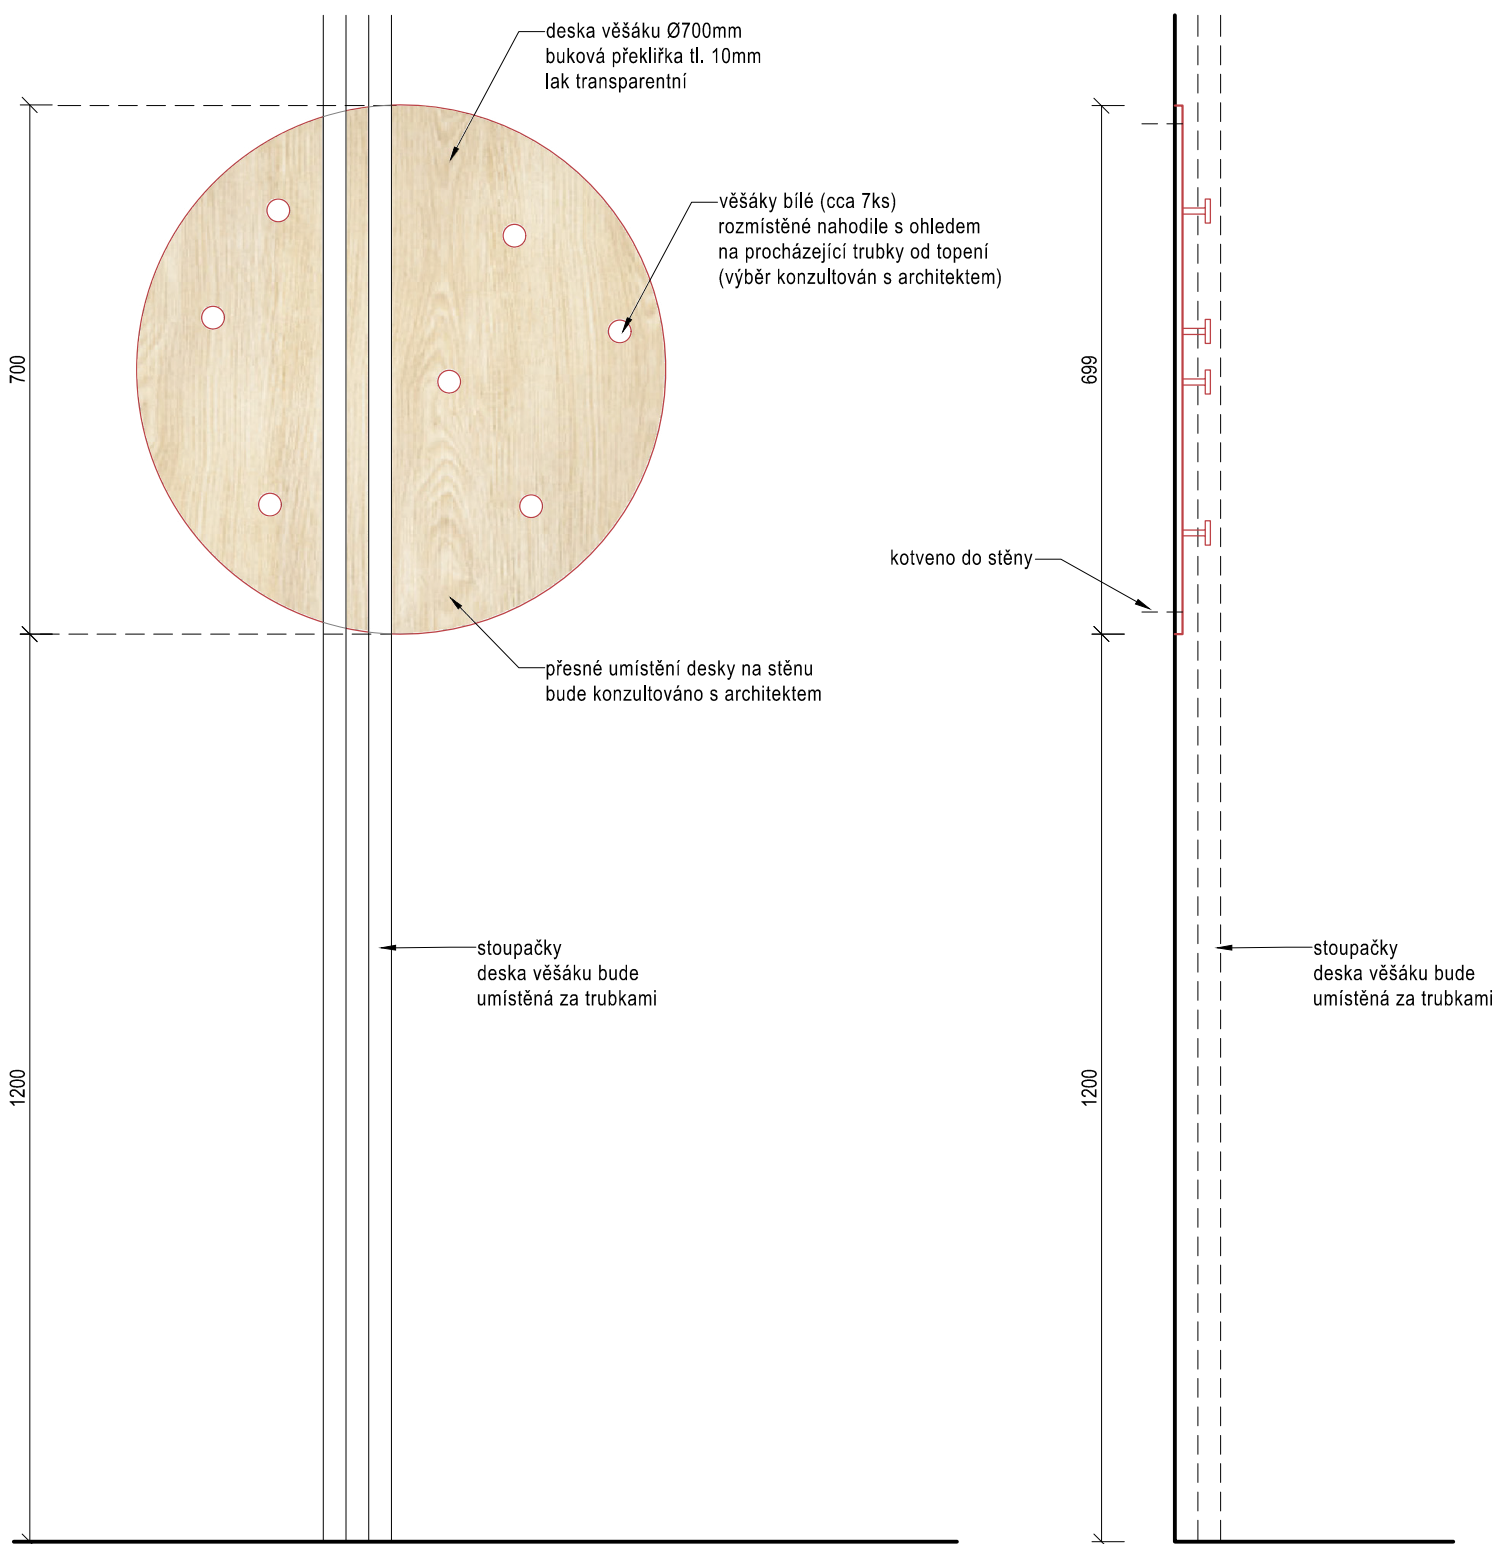 deska věšáku Ø700mm
buková překližka tl. 10mm
lak transparentní
věšáky bílé (cca 7ks)
rozmístěné nahodile s ohledem
na procházející trubky od topení
(výběr konzultován s architektem)
700
699
kotveno do stěny
přesné umístění desky na stěnu
bude konzultováno s architektem
stoupačky
deska věšáku bude
umístěná za trubkami
stoupačky
deska věšáku bude
umístěná za trubkami
1200
1200